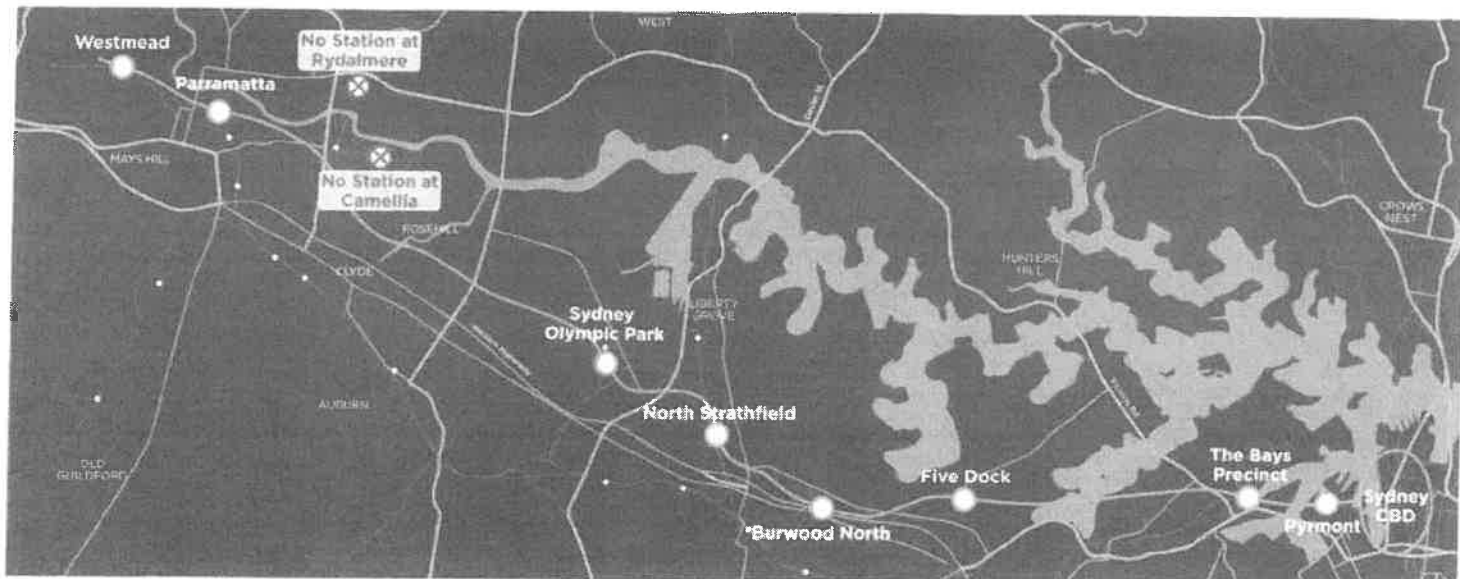 WEST
Westmead
No Station at
Rydalmere
Parramatta
MAYS HILL
No Station at
Camellia
ROSEHILL
CLYDE
CROWS
NEST
HUNTERS
HILL
LIBERTY
GROVE
Sydney
Olympic Park
AUBURN
North Strathfield
OLD
GUILDFORD
Five Dock
The Bays
Precinct
Sydney
CBD
Pyrmont
Burwood North